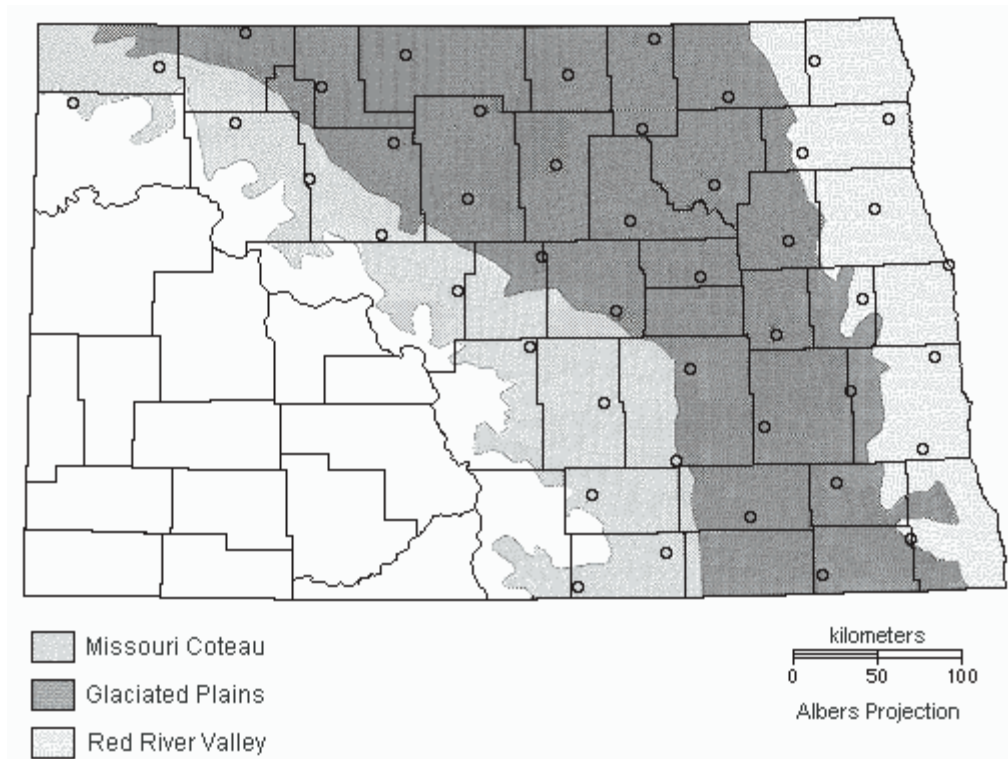 Missouri Coteau
Glaciated Plains
Red River Valley
kilometers
0 50 100
Albers Projection